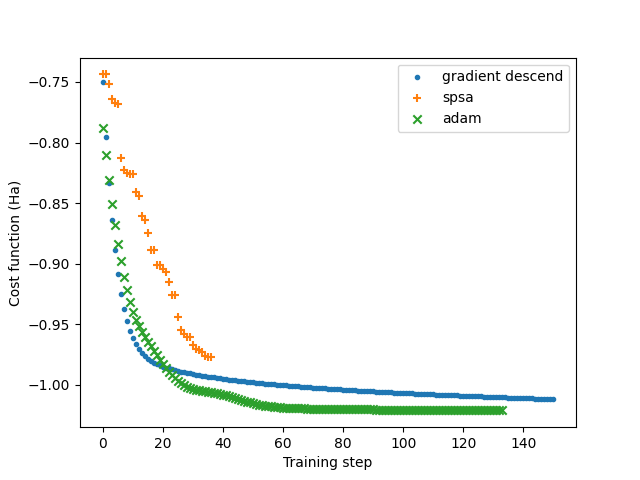 gradient descend
spsa
adam
−0.75
−0.80
−0.85
−0.90
−0.95
−1.00
Cost function (Ha)
0 20 40 60 80 100 120 140
Training step